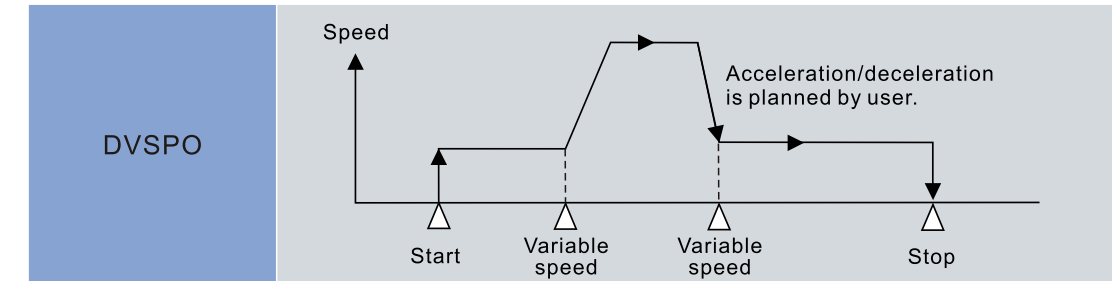 DVSPO
Speed
Acceleration/deceleration
is planned by user.
Start
Variable
speed
Variable
speed
Stop